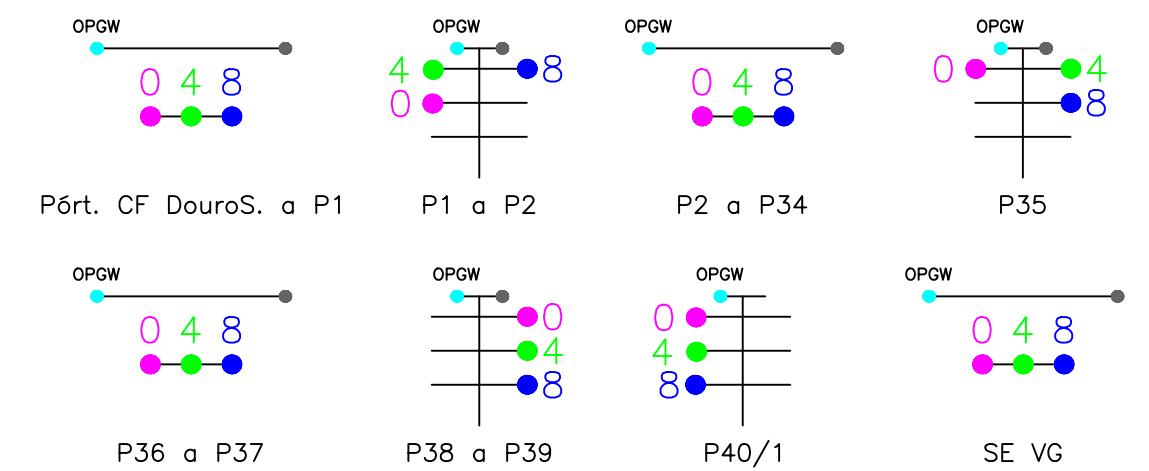 OPGW OPGW OPGW OPGW
0 4 8 4 8 0 0 4 8 0 4 8
Pórt. CF DouroS. a P1 P1 a P2 P2 a P34 P35
OPGW OPGW OPGW OPGW
0 4 8 0 4 8 0 4 8 0 4 8
P36 a P37 P38 a P39 P40/1 SE VG